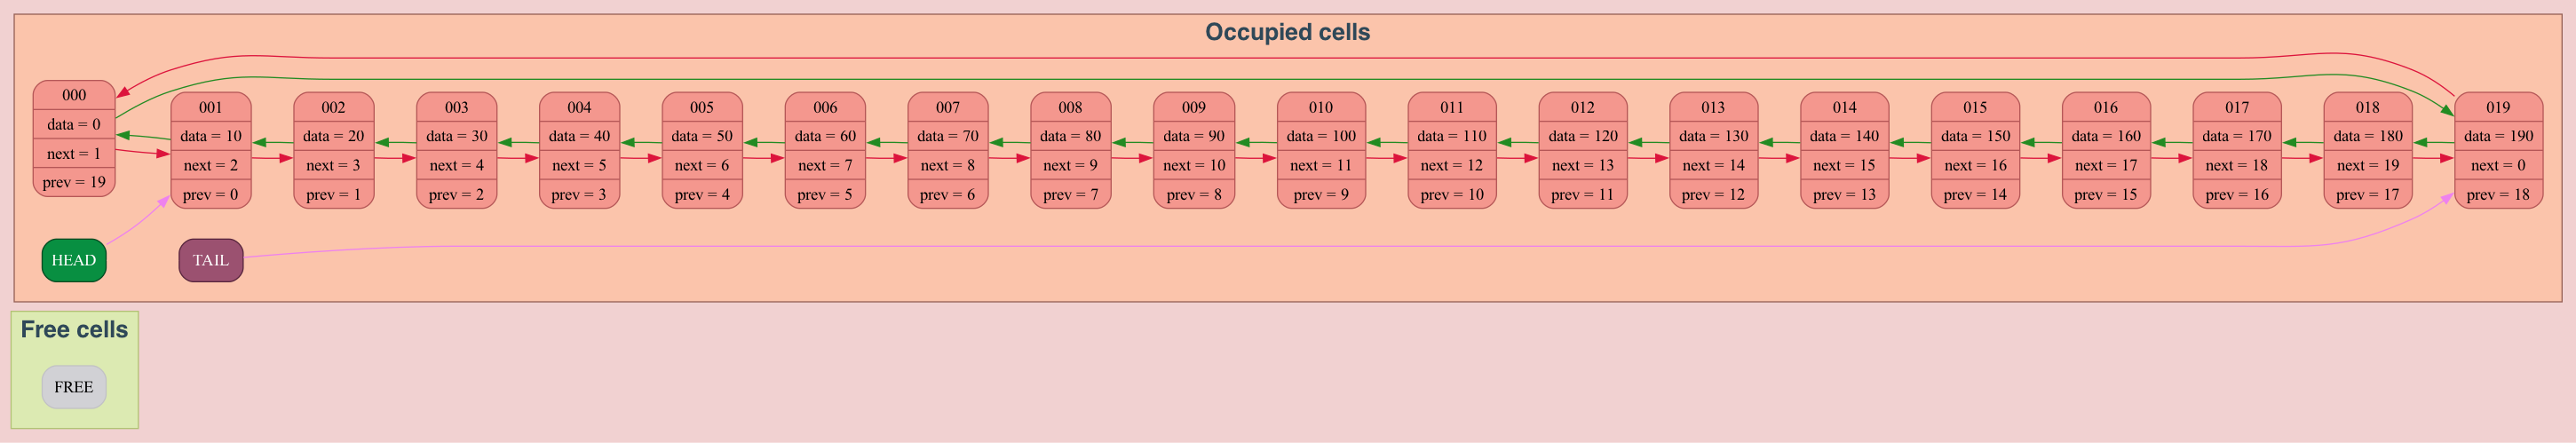 Occupied cells
000
data = 0
next = 1
prev = 19
001
data = 10
next = 2
prev = 0
002
data = 20
next = 3
prev = 1
003
data = 30
next = 4
prev = 2
004
data = 40
next = 5
prev = 3
005
data = 50
next = 6
prev = 4
006
data = 60
next = 7
prev = 5
007
data = 70
next = 8
prev = 6
008
data = 80
next = 9
prev = 7
009
data = 90
next = 10
prev = 8
010
data = 100
next = 11
prev = 9
011
data = 110
next = 12
prev = 10
012
data = 120
next = 13
prev = 11
013
data = 130
next = 14
prev = 12
014
data = 140
next = 15
prev = 13
015
data = 150
next = 16
prev = 14
016
data = 160
next = 17
prev = 15
017
data = 170
next = 18
prev = 16
018
data = 180
next = 19
prev = 17
019
data = 190
next = 0
prev = 18
HEAD
TAIL
Free cells
FREE